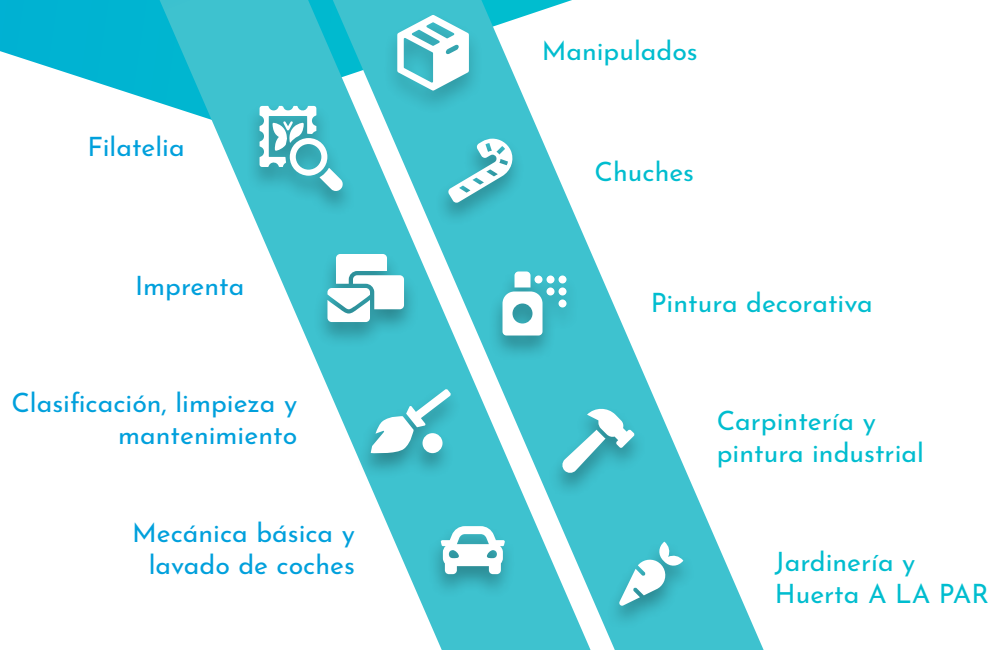 Manipulados
Filatelia
Chuches
Imprenta
Pintura decorativa
Clasificación, limpieza y
mantenimiento
Carpintería y
pintura industrial
Mecánica básica y
lavado de coches
Jardinería y
Huerta A LA PAR